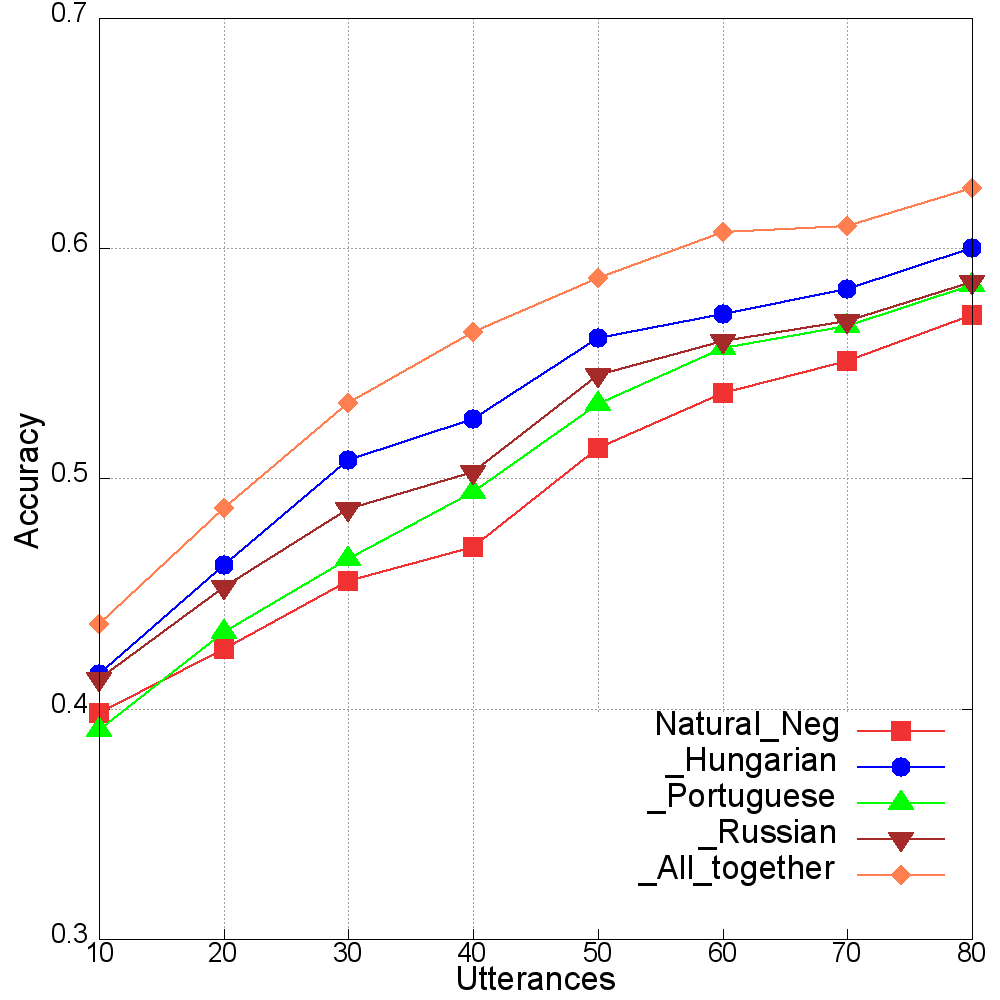 0.7
0.6
0.5
0.4
0.3
Accuracy
10 20 30 40 50 60 70 80
Utterances
Natural_Neg
_Hungarian
_Portuguese
_Russian
_All_together